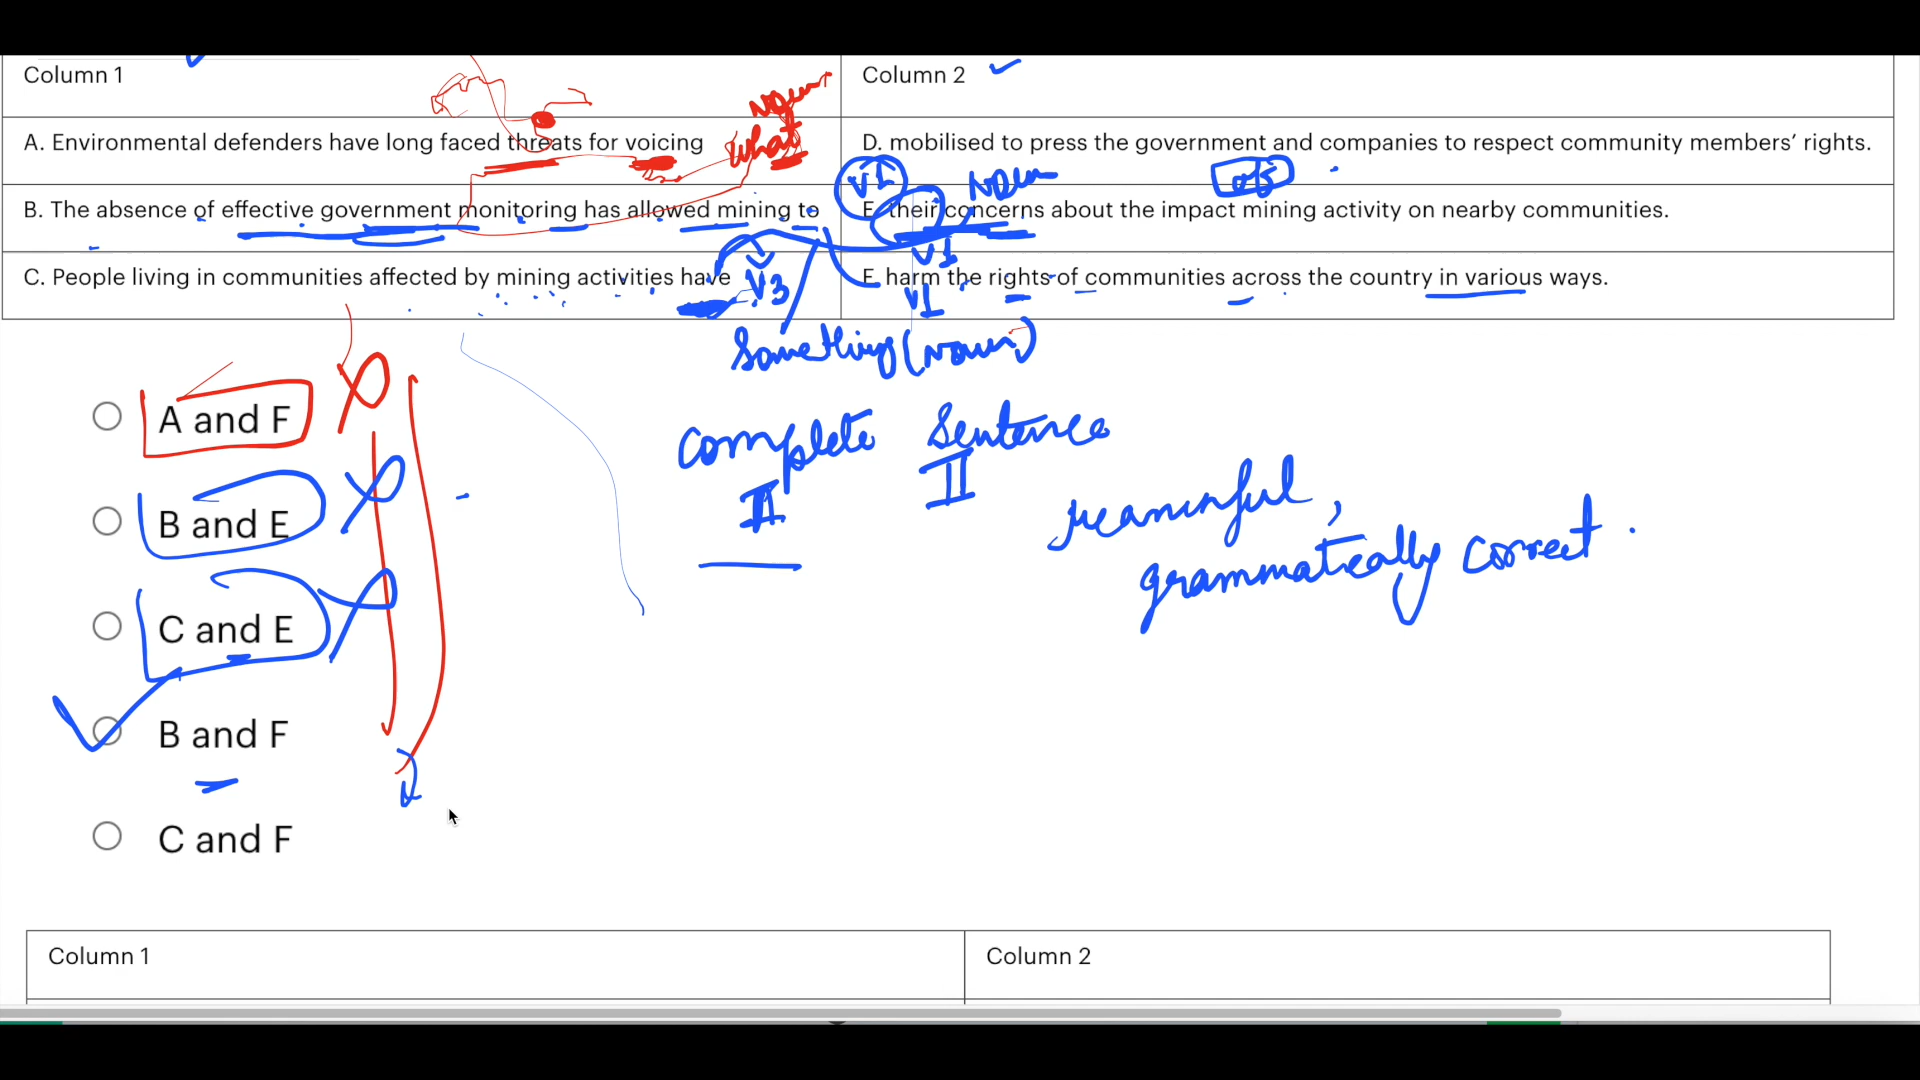 Column 1
Column 2
Noun
A. Environmental defenders have long faced threats for voicing
what
D. mobilised to press the government and companies to respect community members’ rights.
V1
Noun
B. The absence of effective government monitoring has allowed mining to
E. their concerns about the impact mining activity on nearby communities.
V1
C. People living in communities affected by mining activities have
V3
F. harm the rights of communities across the country in various ways.
V1
Something (Noun)
A and F
Complete Sentence
II
meaninful,
B and E
grammatically correct.
C and E
B and F
C and F
Column 1
Column 2